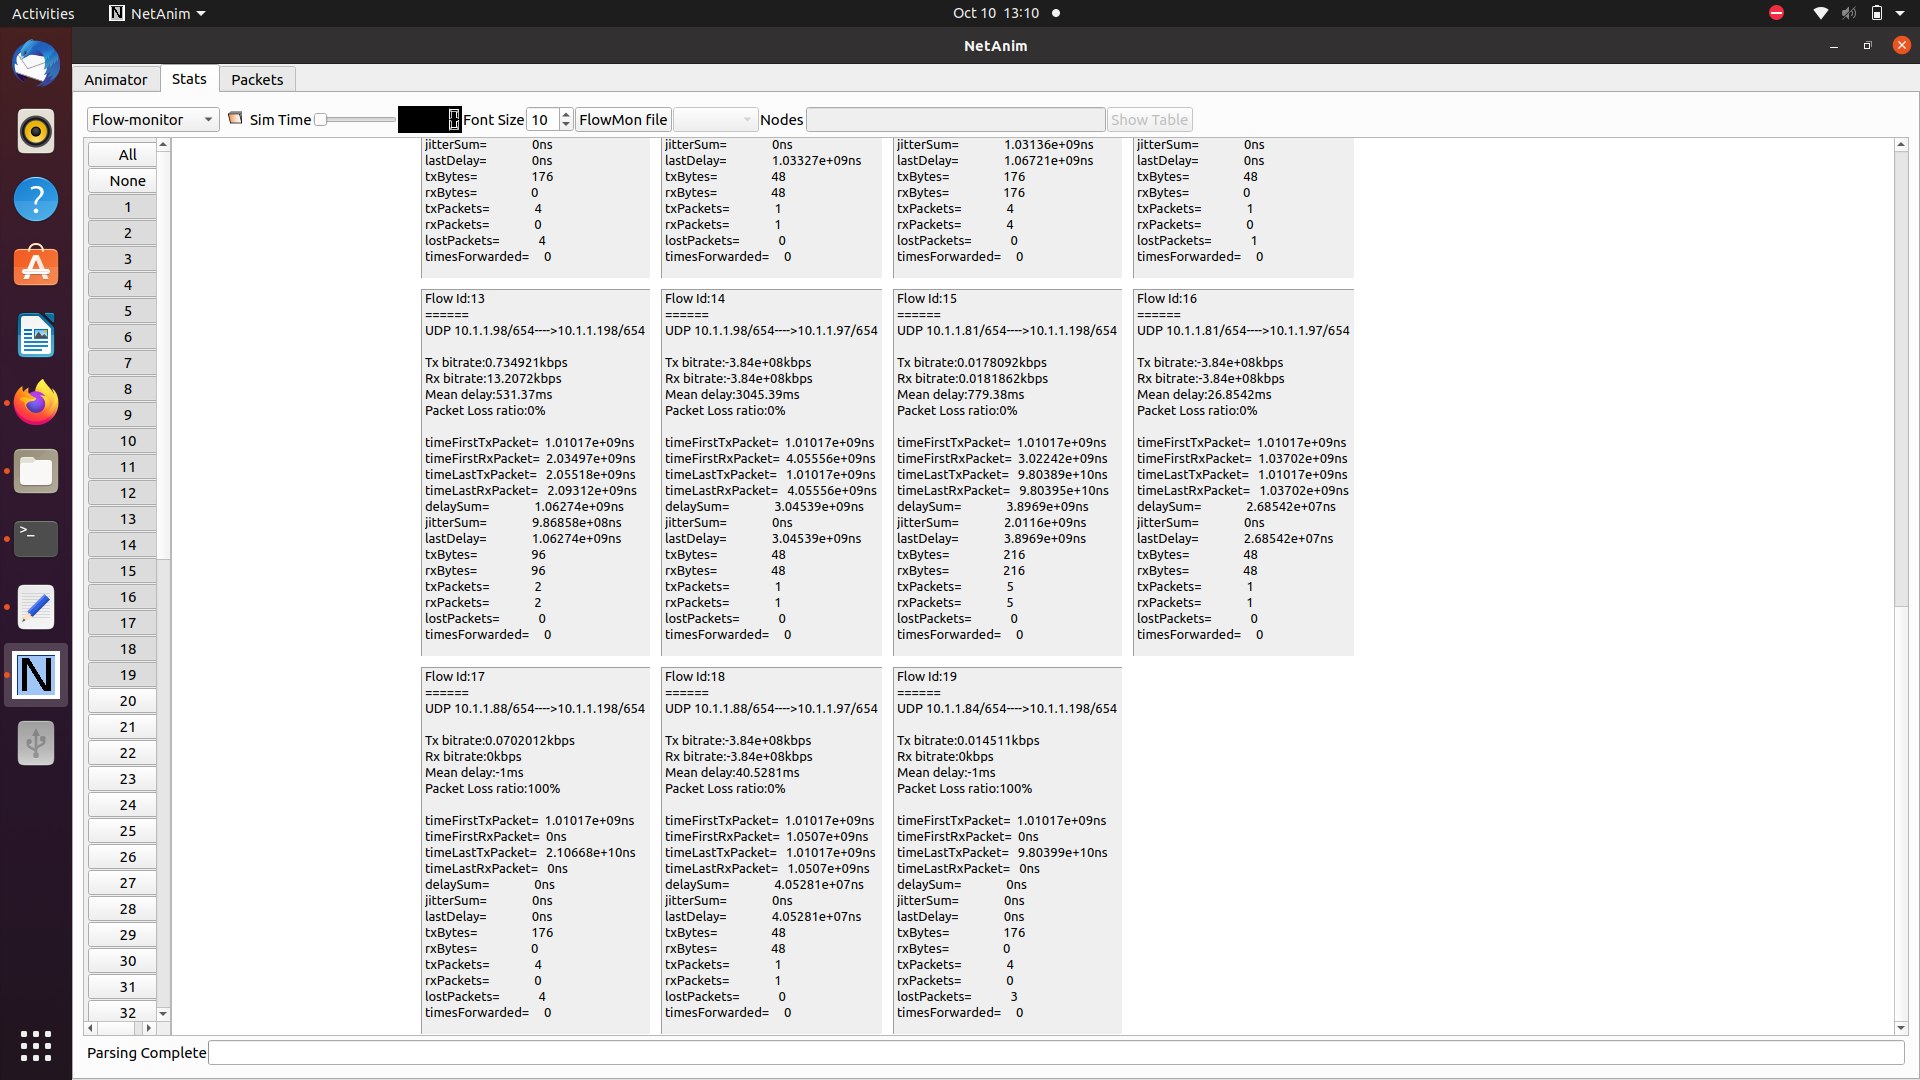 Activities
NetAnim
Oct 10 13:10
NetAnim
Animator
Stats
Packets
Flow-monitor
Sim Time
0
Font Size
10
FlowMon file
Nodes
Show Table
All
None
1
2
3
4
5
6
7
8
9
10
11
12
13
14
15
16
17
18
19
20
21
22
23
24
25
26
27
28
29
30
31
32
jitterSum= 0ns
lastDelay= 0ns
txBytes= 176
rxBytes= 0
txPackets= 4
rxPackets= 0
lostPackets= 4
timesForwarded= 0
jitterSum= 0ns
lastDelay= 1.03327e+09ns
txBytes= 48
rxBytes= 48
txPackets= 1
rxPackets= 1
lostPackets= 0
timesForwarded= 0
jitterSum= 1.03136e+09ns
lastDelay= 1.06721e+09ns
txBytes= 176
rxBytes= 176
txPackets= 4
rxPackets= 4
lostPackets= 0
timesForwarded= 0
jitterSum= 0ns
lastDelay= 0ns
txBytes= 48
rxBytes= 0
txPackets= 1
rxPackets= 0
lostPackets= 1
timesForwarded= 0
Flow Id:13
======
UDP 10.1.1.98/654---->10.1.1.198/654
Tx bitrate:0.734921kbps
Rx bitrate:13.2072kbps
Mean delay:531.37ms
Packet Loss ratio:0%
timeFirstTxPacket= 1.01017e+09ns
timeFirstRxPacket= 2.03497e+09ns
timeLastTxPacket= 2.05518e+09ns
timeLastRxPacket= 2.09312e+09ns
delaySum= 1.06274e+09ns
jitterSum= 9.86858e+08ns
lastDelay= 1.06274e+09ns
txBytes= 96
rxBytes= 96
txPackets= 2
rxPackets= 2
lostPackets= 0
timesForwarded= 0
Flow Id:14
======
UDP 10.1.1.98/654---->10.1.1.97/654
Tx bitrate:-3.84e+08kbps
Rx bitrate:-3.84e+08kbps
Mean delay:3045.39ms
Packet Loss ratio:0%
timeFirstTxPacket= 1.01017e+09ns
timeFirstRxPacket= 4.05556e+09ns
timeLastTxPacket= 1.01017e+09ns
timeLastRxPacket= 4.05556e+09ns
delaySum= 3.04539e+09ns
jitterSum= 0ns
lastDelay= 3.04539e+09ns
txBytes= 48
rxBytes= 48
txPackets= 1
rxPackets= 1
lostPackets= 0
timesForwarded= 0
Flow Id:15
======
UDP 10.1.1.81/654---->10.1.1.198/654
Tx bitrate:0.0178092kbps
Rx bitrate:0.0181862kbps
Mean delay:779.38ms
Packet Loss ratio:0%
timeFirstTxPacket= 1.01017e+09ns
timeFirstRxPacket= 3.02242e+09ns
timeLastTxPacket= 9.80389e+10ns
timeLastRxPacket= 9.80395e+10ns
delaySum= 3.8969e+09ns
jitterSum= 2.0116e+09ns
lastDelay= 3.8969e+09ns
txBytes= 216
rxBytes= 216
txPackets= 5
rxPackets= 5
lostPackets= 0
timesForwarded= 0
Flow Id:16
======
UDP 10.1.1.81/654---->10.1.1.97/654
Tx bitrate:-3.84e+08kbps
Rx bitrate:-3.84e+08kbps
Mean delay:26.8542ms
Packet Loss ratio:0%
timeFirstTxPacket= 1.01017e+09ns
timeFirstRxPacket= 1.03702e+09ns
timeLastTxPacket= 1.01017e+09ns
timeLastRxPacket= 1.03702e+09ns
delaySum= 2.68542e+07ns
jitterSum= 0ns
lastDelay= 2.68542e+07ns
txBytes= 48
rxBytes= 48
txPackets= 1
rxPackets= 1
lostPackets= 0
timesForwarded= 0
Flow Id:17
======
UDP 10.1.1.88/654---->10.1.1.198/654
Tx bitrate:0.0702012kbps
Rx bitrate:0kbps
Mean delay:-1ms
Packet Loss ratio:100%
timeFirstTxPacket= 1.01017e+09ns
timeFirstRxPacket= 0ns
timeLastTxPacket= 2.10668e+10ns
timeLastRxPacket= 0ns
delaySum= 0ns
jitterSum= 0ns
lastDelay= 0ns
txBytes= 176
rxBytes= 0
txPackets= 4
rxPackets= 0
lostPackets= 4
timesForwarded= 0
Flow Id:18
======
UDP 10.1.1.88/654---->10.1.1.97/654
Tx bitrate:-3.84e+08kbps
Rx bitrate:-3.84e+08kbps
Mean delay:40.5281ms
Packet Loss ratio:0%
timeFirstTxPacket= 1.01017e+09ns
timeFirstRxPacket= 1.0507e+09ns
timeLastTxPacket= 1.01017e+09ns
timeLastRxPacket= 1.0507e+09ns
delaySum= 4.05281e+07ns
jitterSum= 0ns
lastDelay= 4.05281e+07ns
txBytes= 48
rxBytes= 48
txPackets= 1
rxPackets= 1
lostPackets= 0
timesForwarded= 0
Flow Id:19
======
UDP 10.1.1.84/654---->10.1.1.198/654
Tx bitrate:0.014511kbps
Rx bitrate:0kbps
Mean delay:-1ms
Packet Loss ratio:100%
timeFirstTxPacket= 1.01017e+09ns
timeFirstRxPacket= 0ns
timeLastTxPacket= 9.80399e+10ns
timeLastRxPacket= 0ns
delaySum= 0ns
jitterSum= 0ns
lastDelay= 0ns
txBytes= 176
rxBytes= 0
txPackets= 4
rxPackets= 0
lostPackets= 3
timesForwarded= 0
Parsing Complete